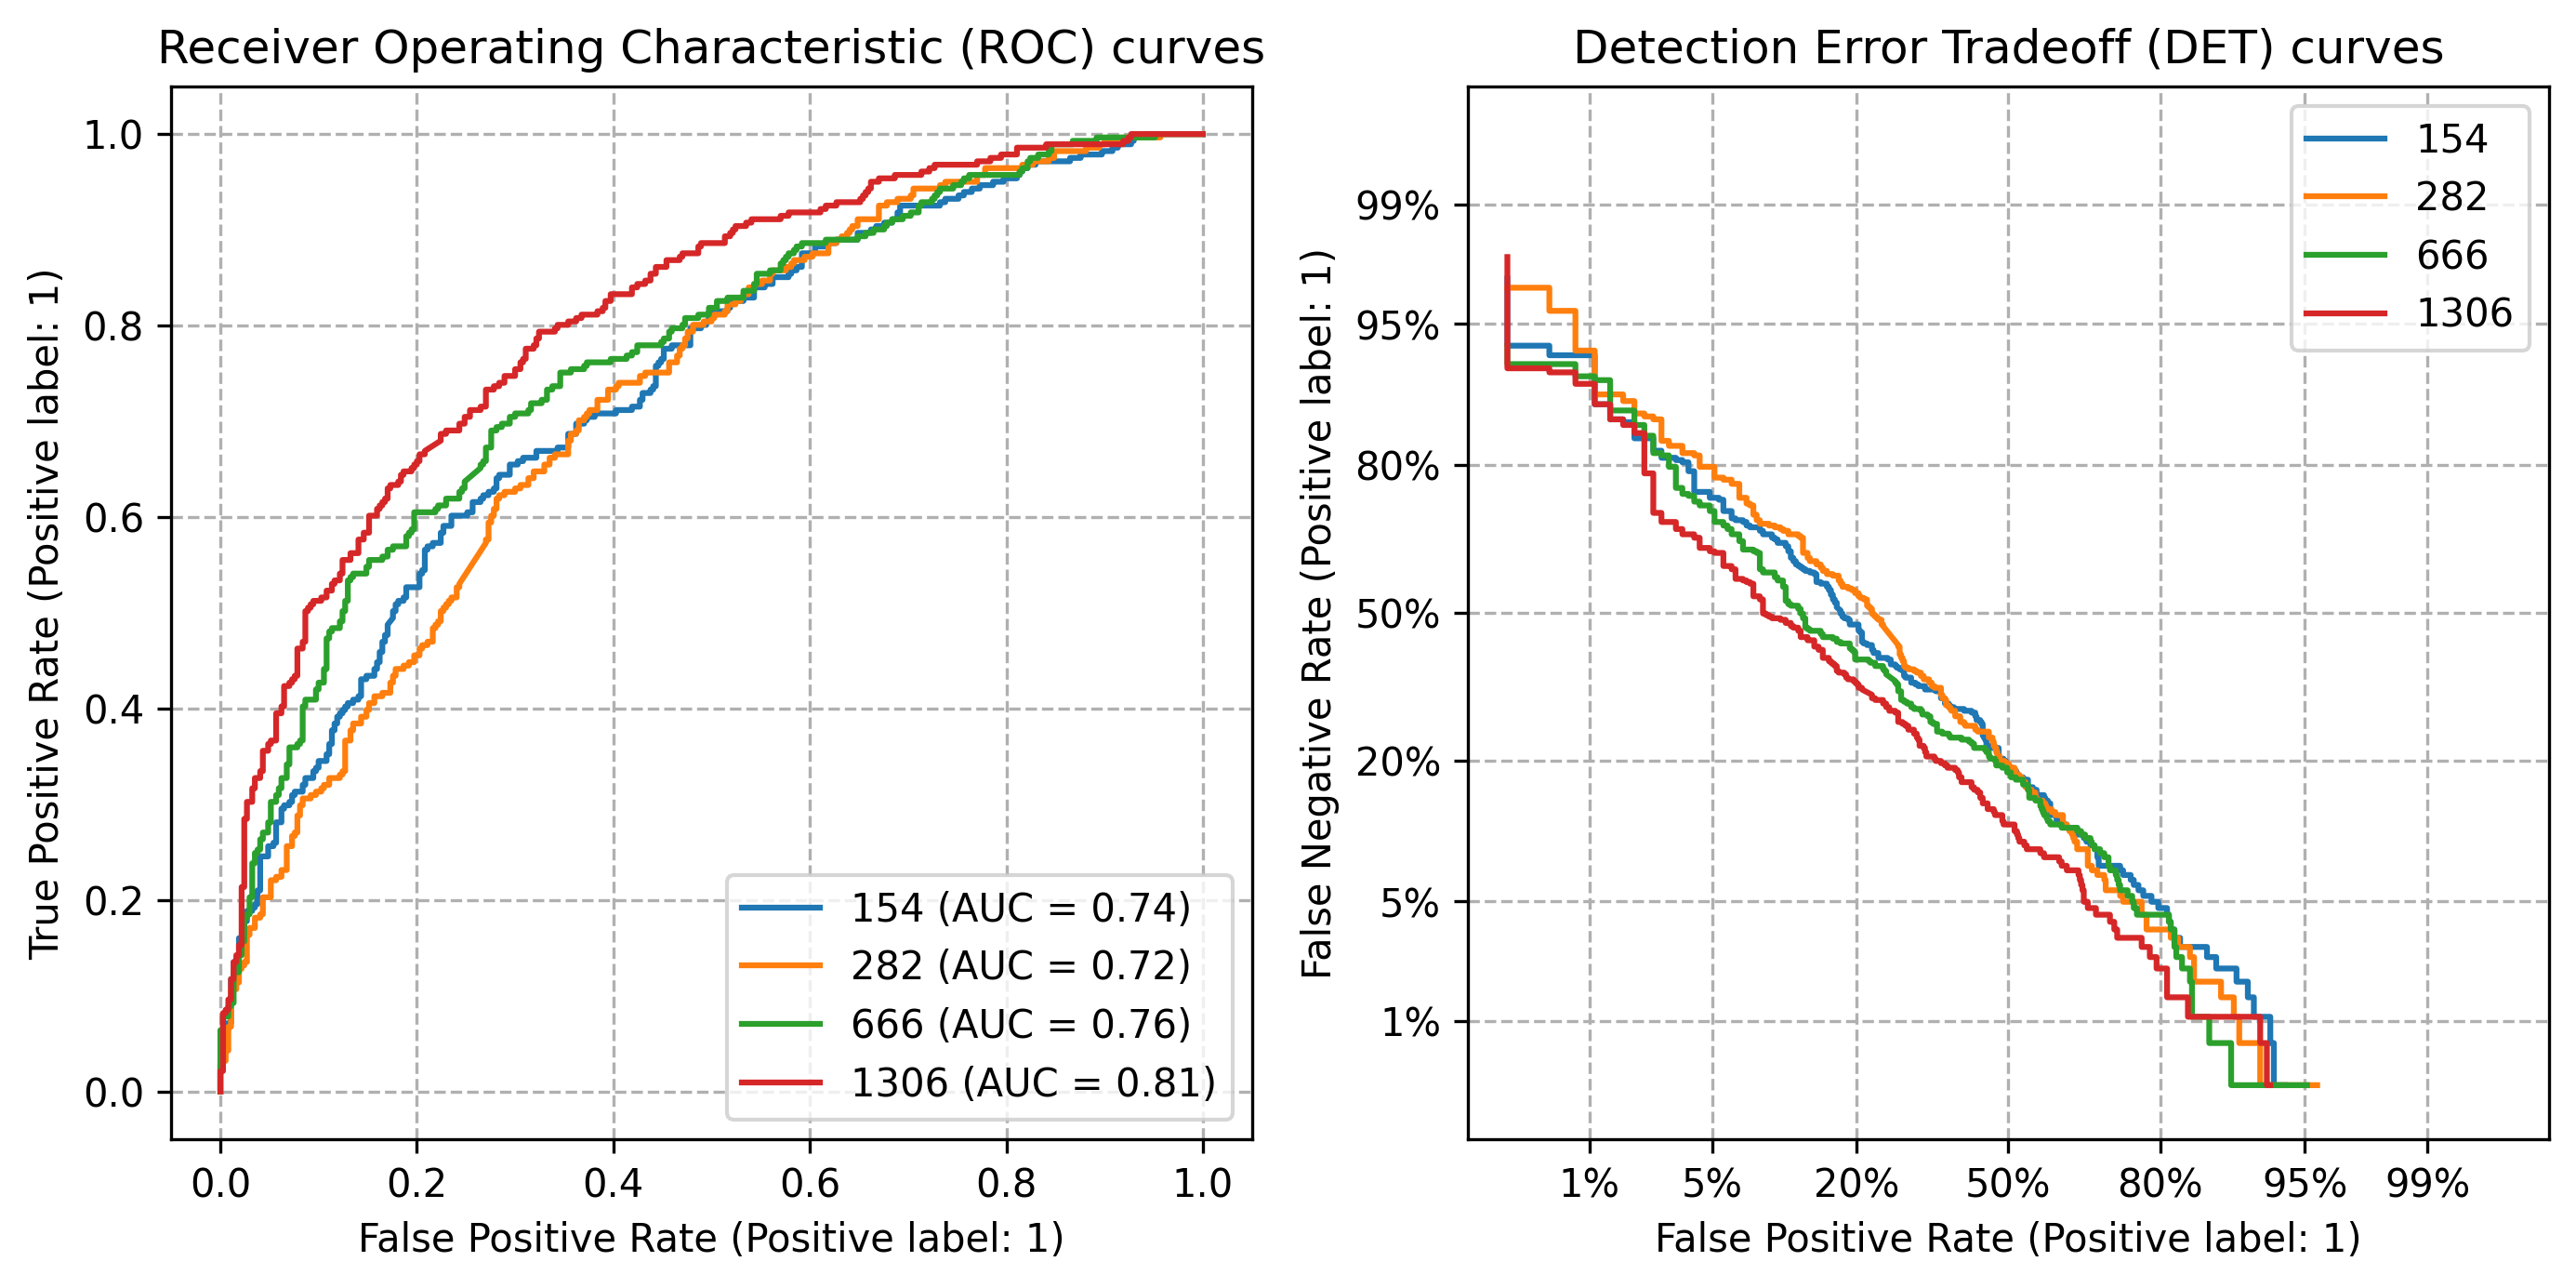 Receiver Operating Characteristic (ROC) curves
True Positive Rate (Positive label: 1)
1.0
0.8
0.6
0.4
0.2
0.0
154 (AUC = 0.74)
282 (AUC = 0.72)
666 (AUC = 0.76)
1306 (AUC = 0.81)
0.0 0.2 0.4 0.6 0.8 1.0
False Positive Rate (Positive label: 1)
Detection Error Tradeoff (DET) curves
False Negative Rate (Positive label: 1)
99%
95%
80%
50%
20%
5%
1%
154
282
666
1306
1% 5% 20% 50% 80% 95% 99%
False Positive Rate (Positive label: 1)